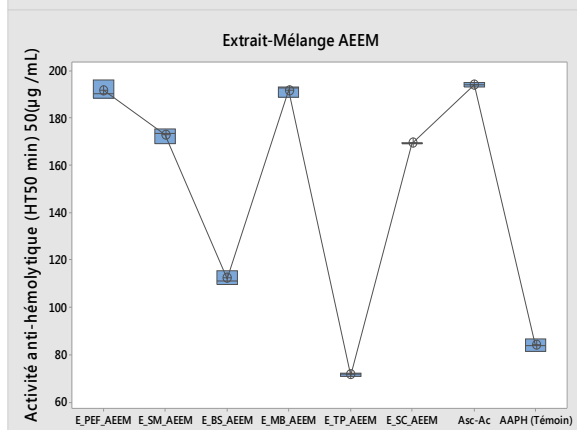 Extrait-Mélange AEEM
Activité anti-hémolytique (HT50 min) 50(µg /mL)
200
180
160
140
120
100
80
60
E_PEF_AEEM E_SM_AEEM E_BS_AEEM E_MB_AEEM E_TP_AEEM E_SC_AEEM Asc-Ac AAPH (Témoin)